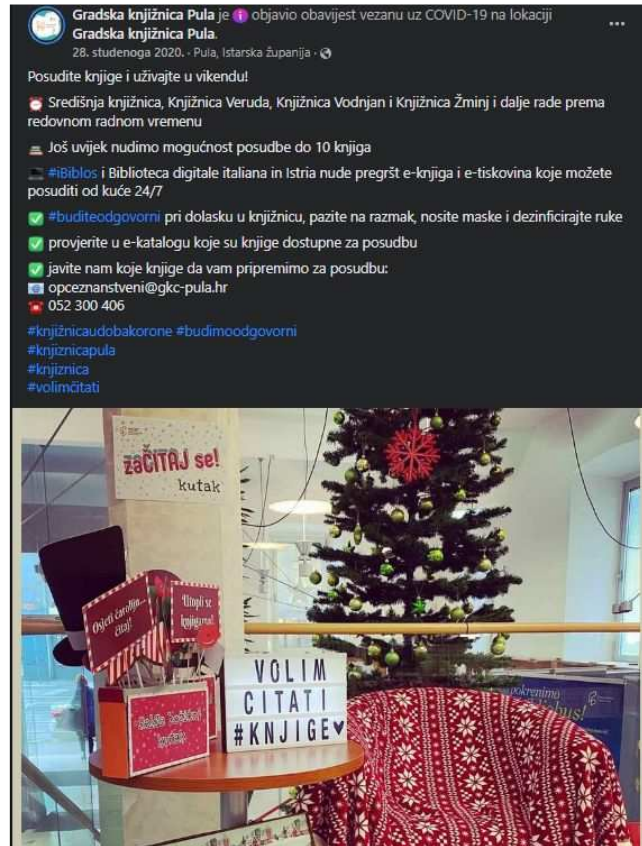 Gradska knjižnica Pula je objavio obavijest vezanu uz COVID-19 na lokaciji
Gradska knjižnica Pula.
28. studenoga 2020. · Pula, Istarska županija ·
Posudite knjige i uživajte u vikendu!
Središnja knjižnica, Knjižnica Veruda, Knjižnica Vodnjan i Knjižnica Žminj i dalje rade prema
redovnom radnom vremenu
Još uvijek nudimo mogućnost posudbe do 10 knjiga
#iBiblos i Biblioteca digitale italiana in Istria nude pregršt e-knjiga i e-tiskovina koje možete
posuditi od kuće 24/7
#buditeodgovorni pri dolasku u knjižnicu, pazite na razmak, nosite maske i dezinficirajte ruke
provjerite u e-katalogu koje su knjige dostupne za posudbu
javite nam koje knjige da vam pripremimo za posudbu:
opceznanstveni@gkc-pula.hr
052 300 406
#knjižnicaudobakorone #budimoodgovorni
#knjiznicapula
#knjiznica
#volimčitati
zaČITAJ se!
kutak
Osjeti čaroliju...
čitaj!
Utopli se
knjigama!
VOLIM
CITATI
#KNJIGE♥
pokrenimo
bus!